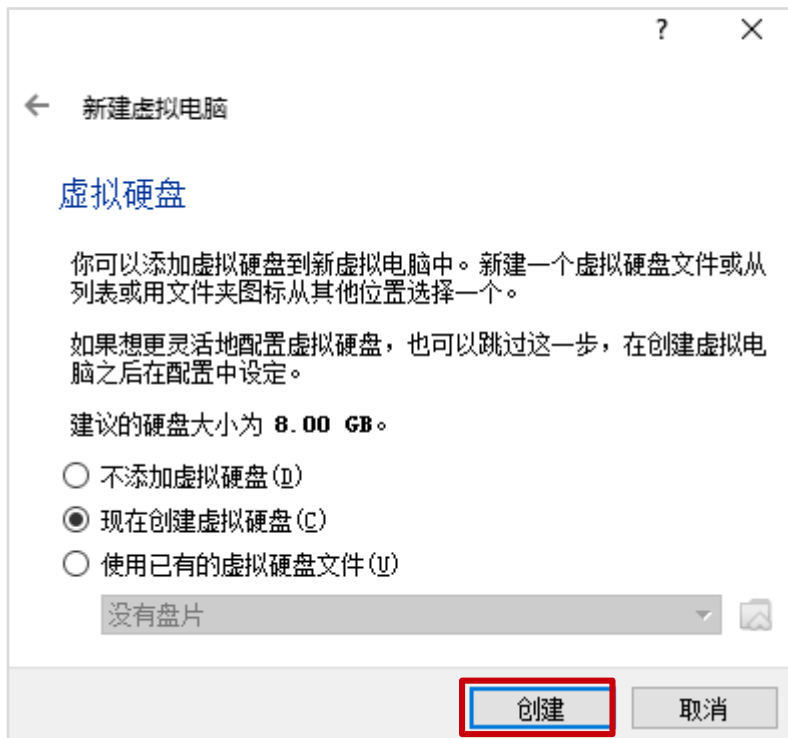 ?
新建虚拟电脑
虚拟硬盘
你可以添加虚拟硬盘到新虚拟电脑中。新建一个虚拟硬盘文件或从
列表或用文件夹图标从其他位置选择一个。
如果想更灵活地配置虚拟硬盘，也可以跳过这一步，在创建虚拟电
脑之后在配置中设定。
建议的硬盘大小为 8.00 GB。
不添加虚拟硬盘(D)
现在创建虚拟硬盘(C)
使用已有的虚拟硬盘文件(U)
没有盘片
创建
取消